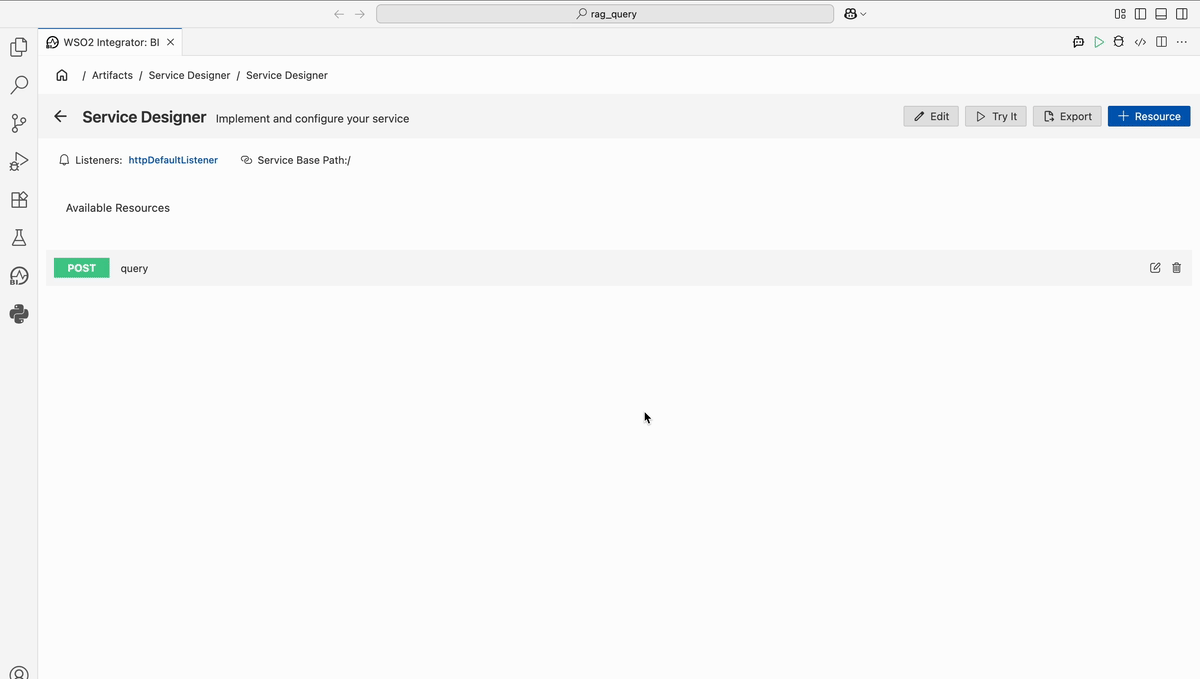 rag_query
WSO2 Integrator: BI
/ Artifacts / Service Designer / Service Designer
Service Designer Implement and configure your service
Edit Try It Export + Resource
Listeners: httpDefaultListener Service Base Path:/
Available Resources
POST query
BI